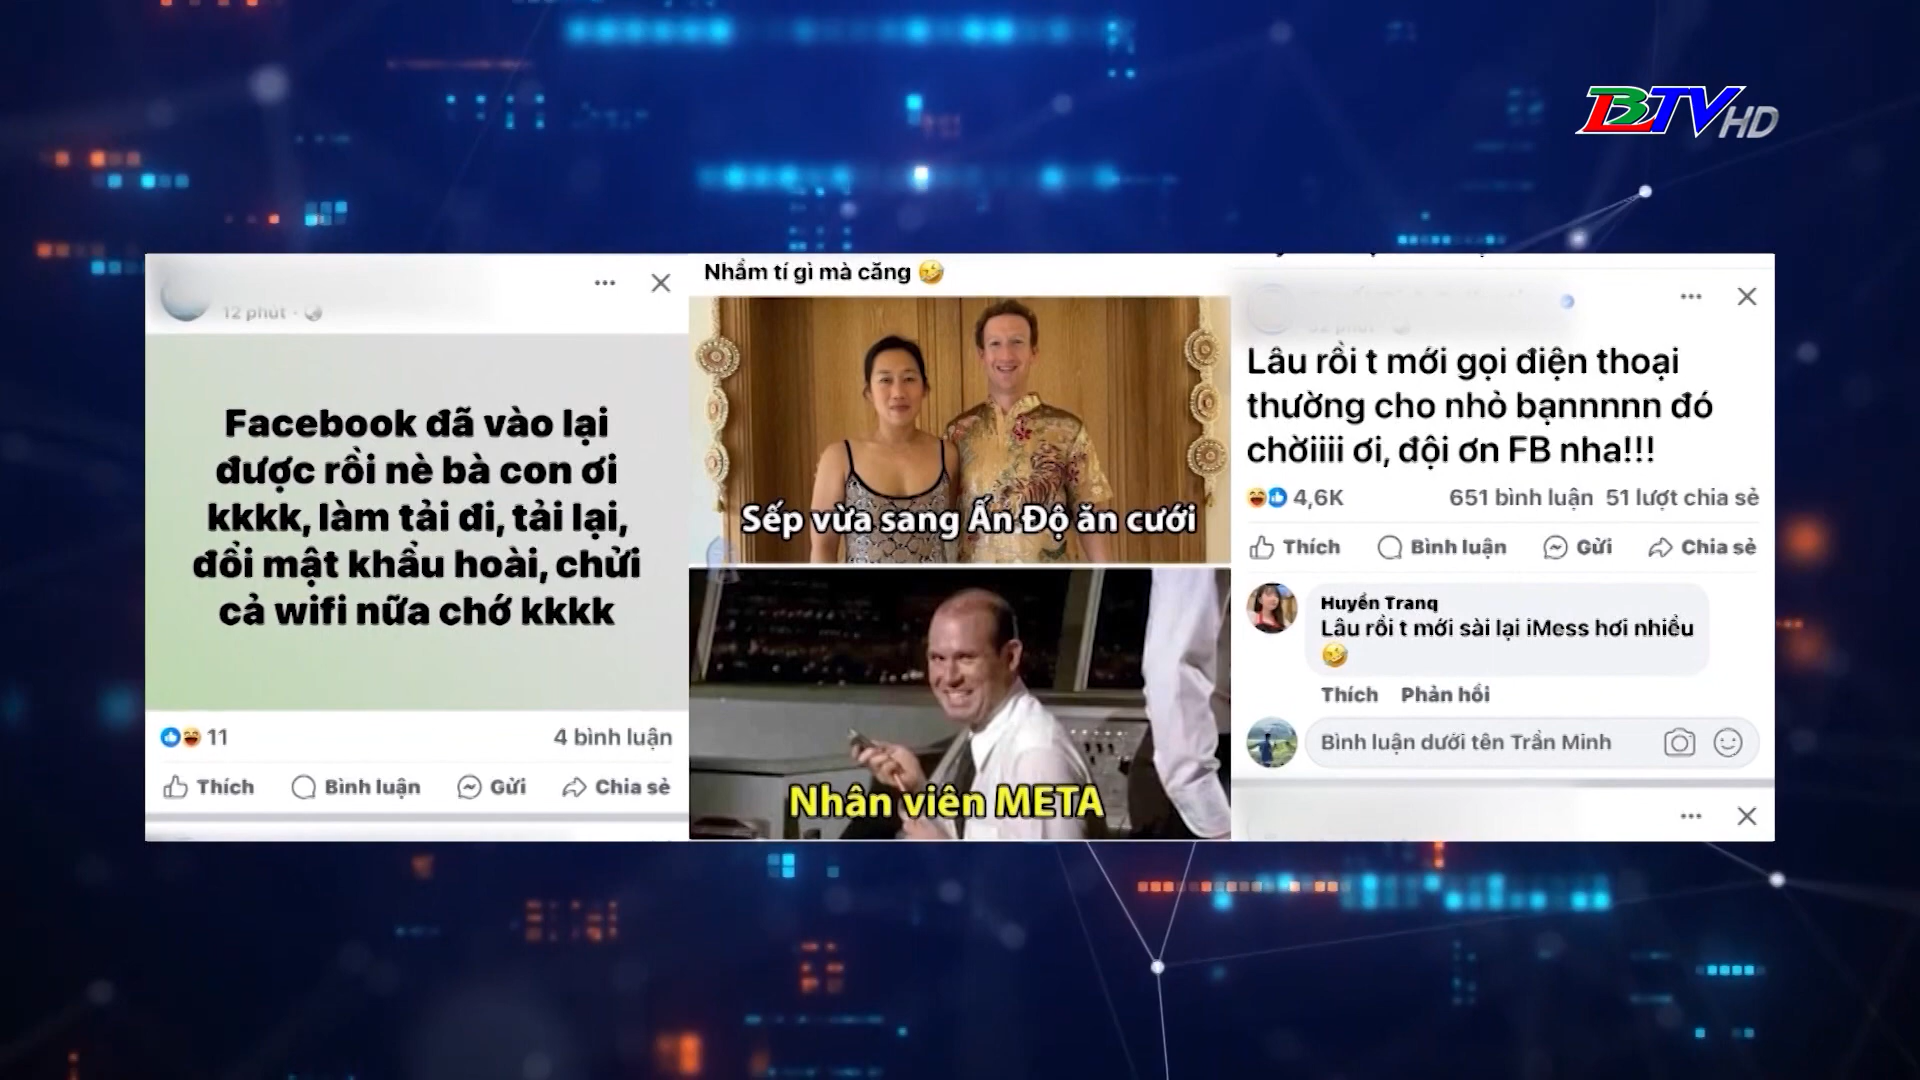 BTV HD
12 phút
Facebook đã vào lại
được rồi nè bà con ơi
kkkk, làm tải đi, tải lại,
đổi mật khẩu hoài, chửi
cả wifi nữa chớ kkkk
11
4 bình luận
Thích Bình luận Gửi Chia sẻ
Nhầm tí gì mà căng 🤣
Sếp vừa sang Ấn Độ ăn cưới
Nhân viên META
Lâu rồi t mới gọi điện thoại
thường cho nhỏ bạnnnnn đó
chờiiii ơi, đội ơn FB nha!!!
4,6K
651 bình luận 51 lượt chia sẻ
Thích Bình luận Gửi Chia sẻ
Huyền Trang
Lâu rồi t mới sài lại iMess hơi nhiều
🤣
Thích Phản hồi
Bình luận dưới tên Trần Minh